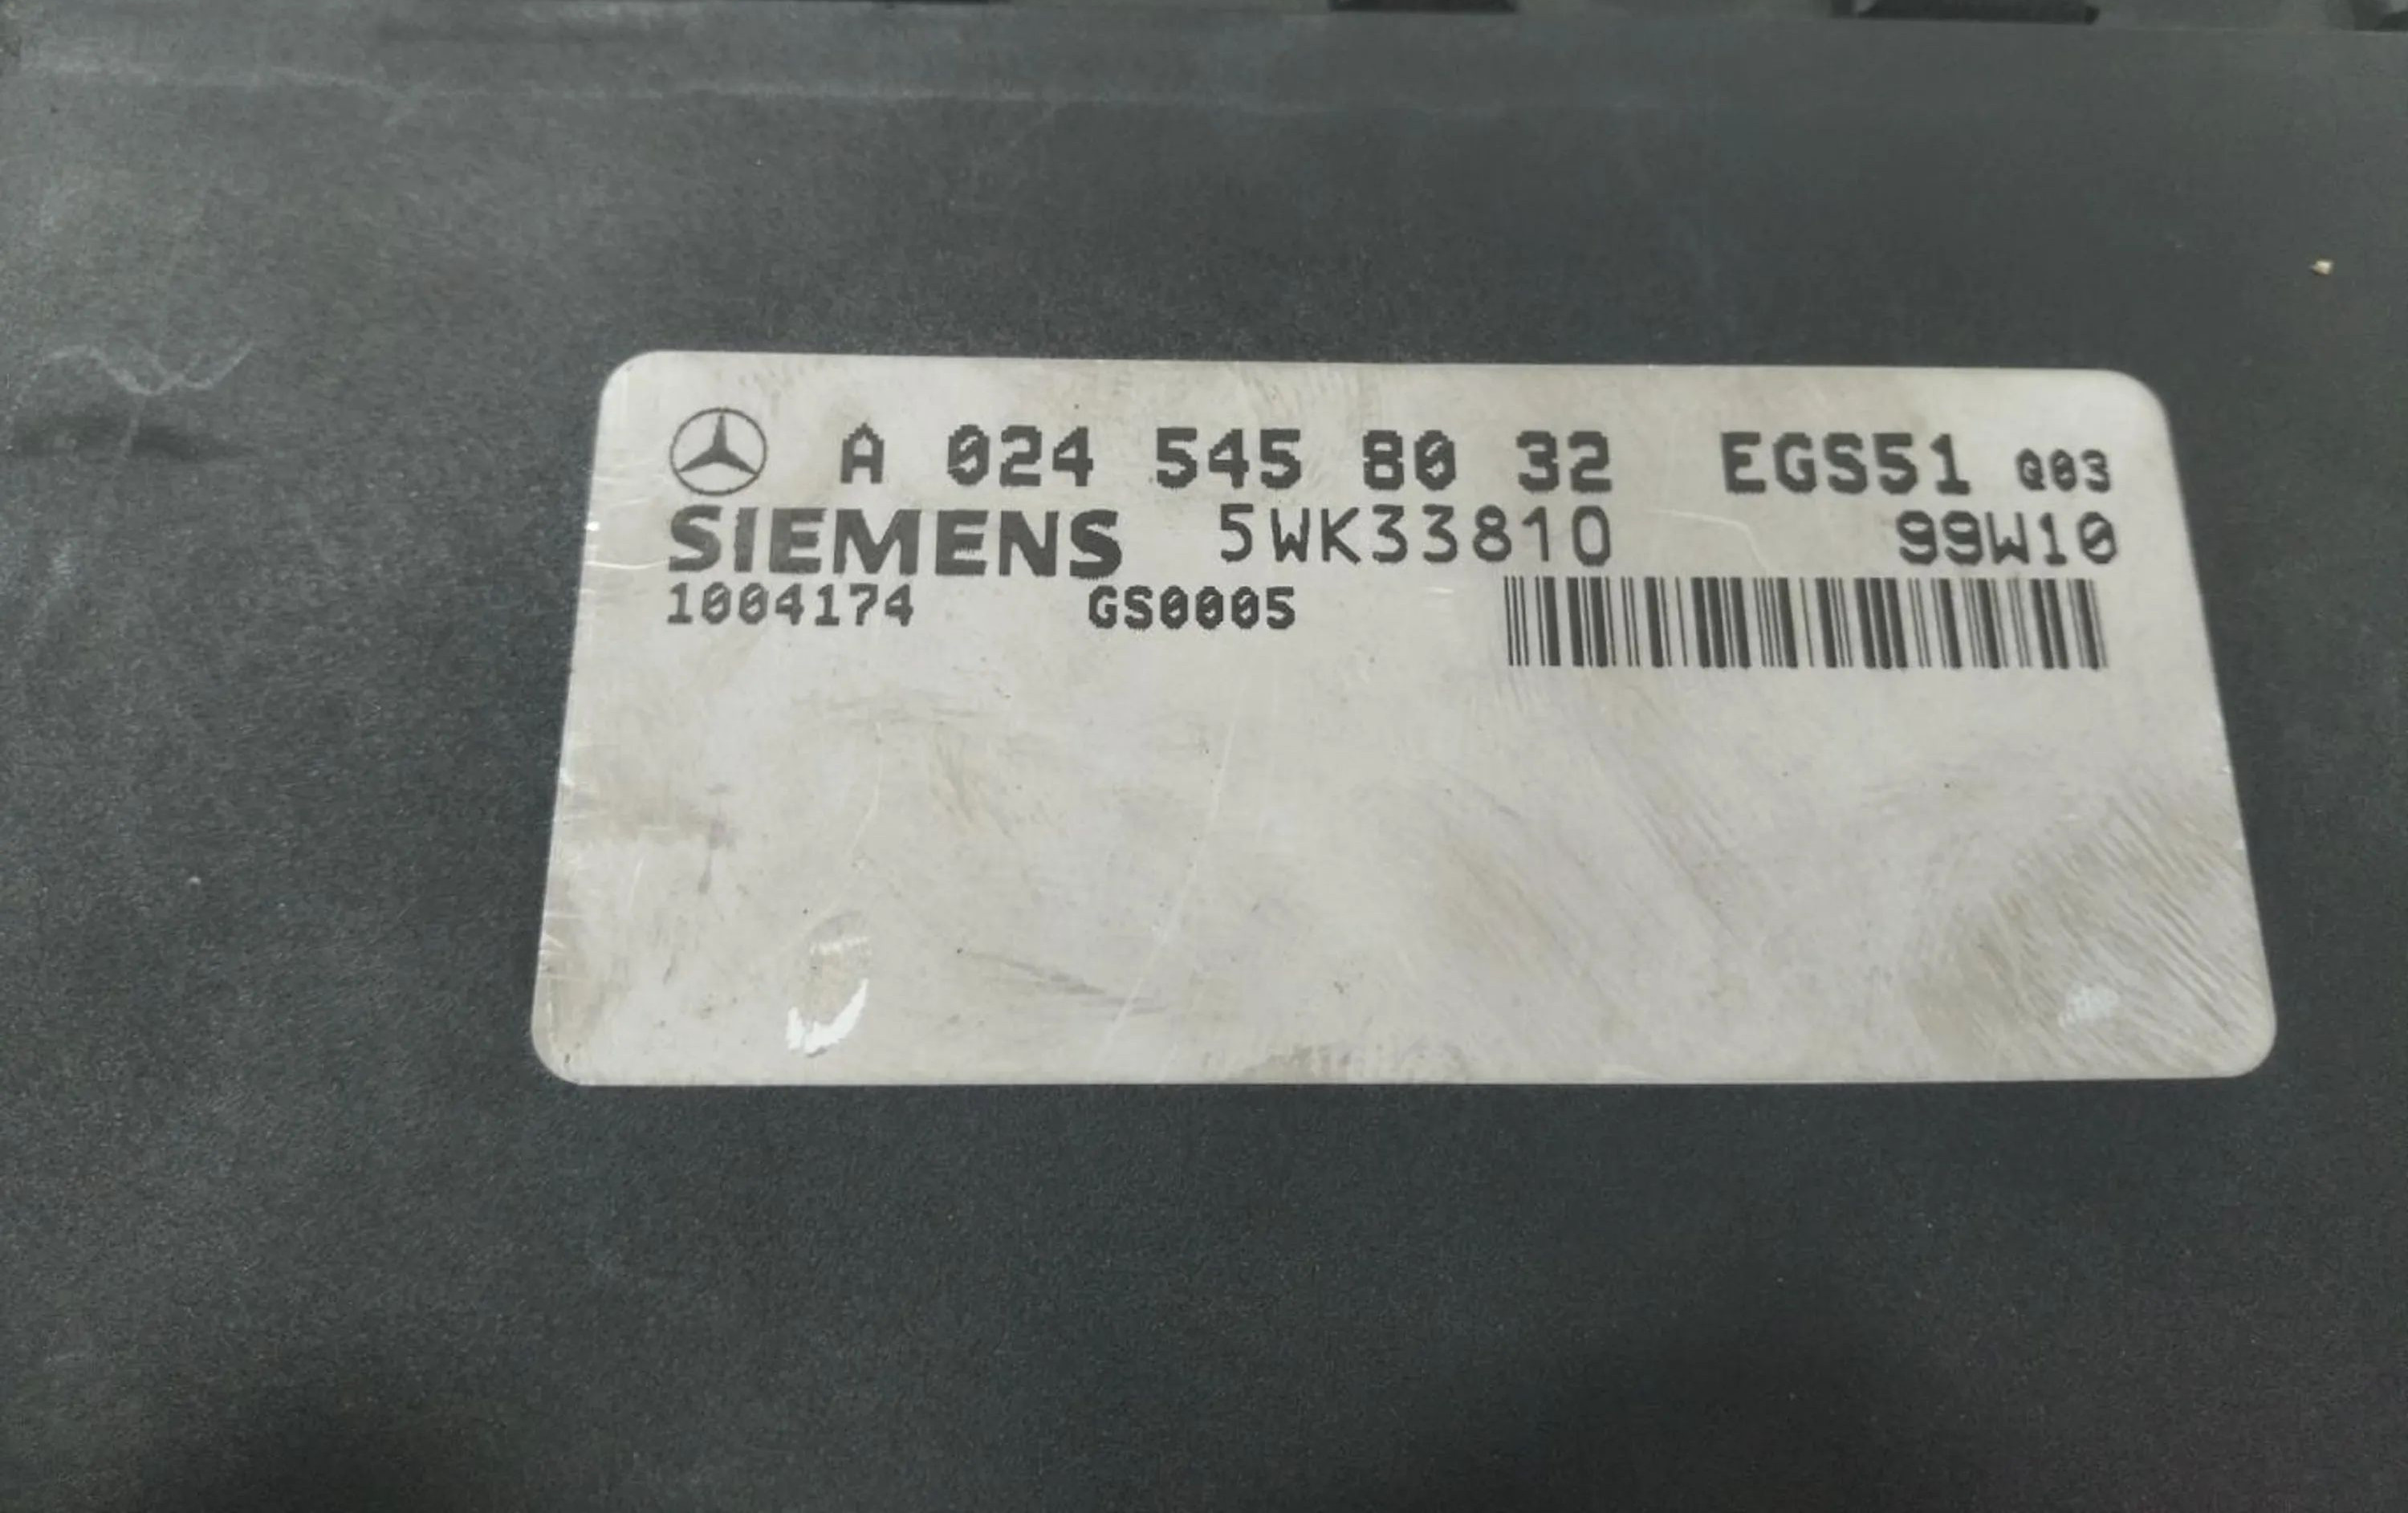 A 024 545 80 32 EGS51 Q03
SIEMENS 5WK33810 99W10
1004174 GS0005